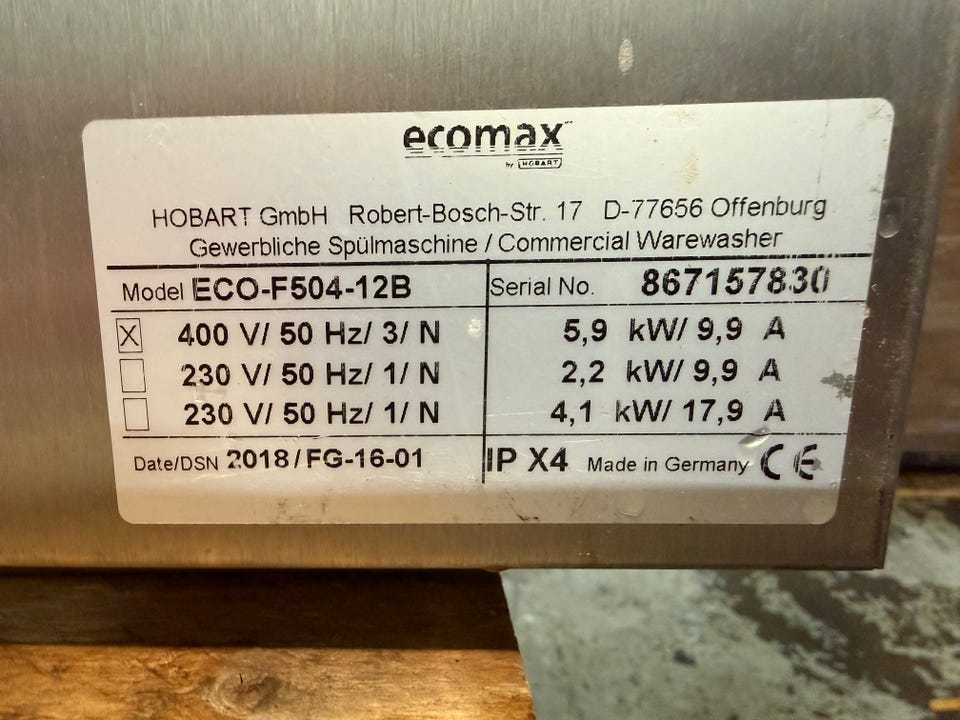 ecomax
by HOBART
HOBART GmbH Robert-Bosch-Str. 17 D-77656 Offenburg
Gewerbliche Spülmaschine / Commercial Warewasher
Model ECO-F504-12B Serial No. 867157830
X 400 V/ 50 Hz/ 3/ N 5,9 kW/ 9,9 A
230 V/ 50 Hz/ 1/ N 2,2 kW/ 9,9 A
230 V/ 50 Hz/ 1/ N 4,1 kW/ 17,9 A
Date/DSN 2018/FG-16-01 IP X4 Made in Germany CE